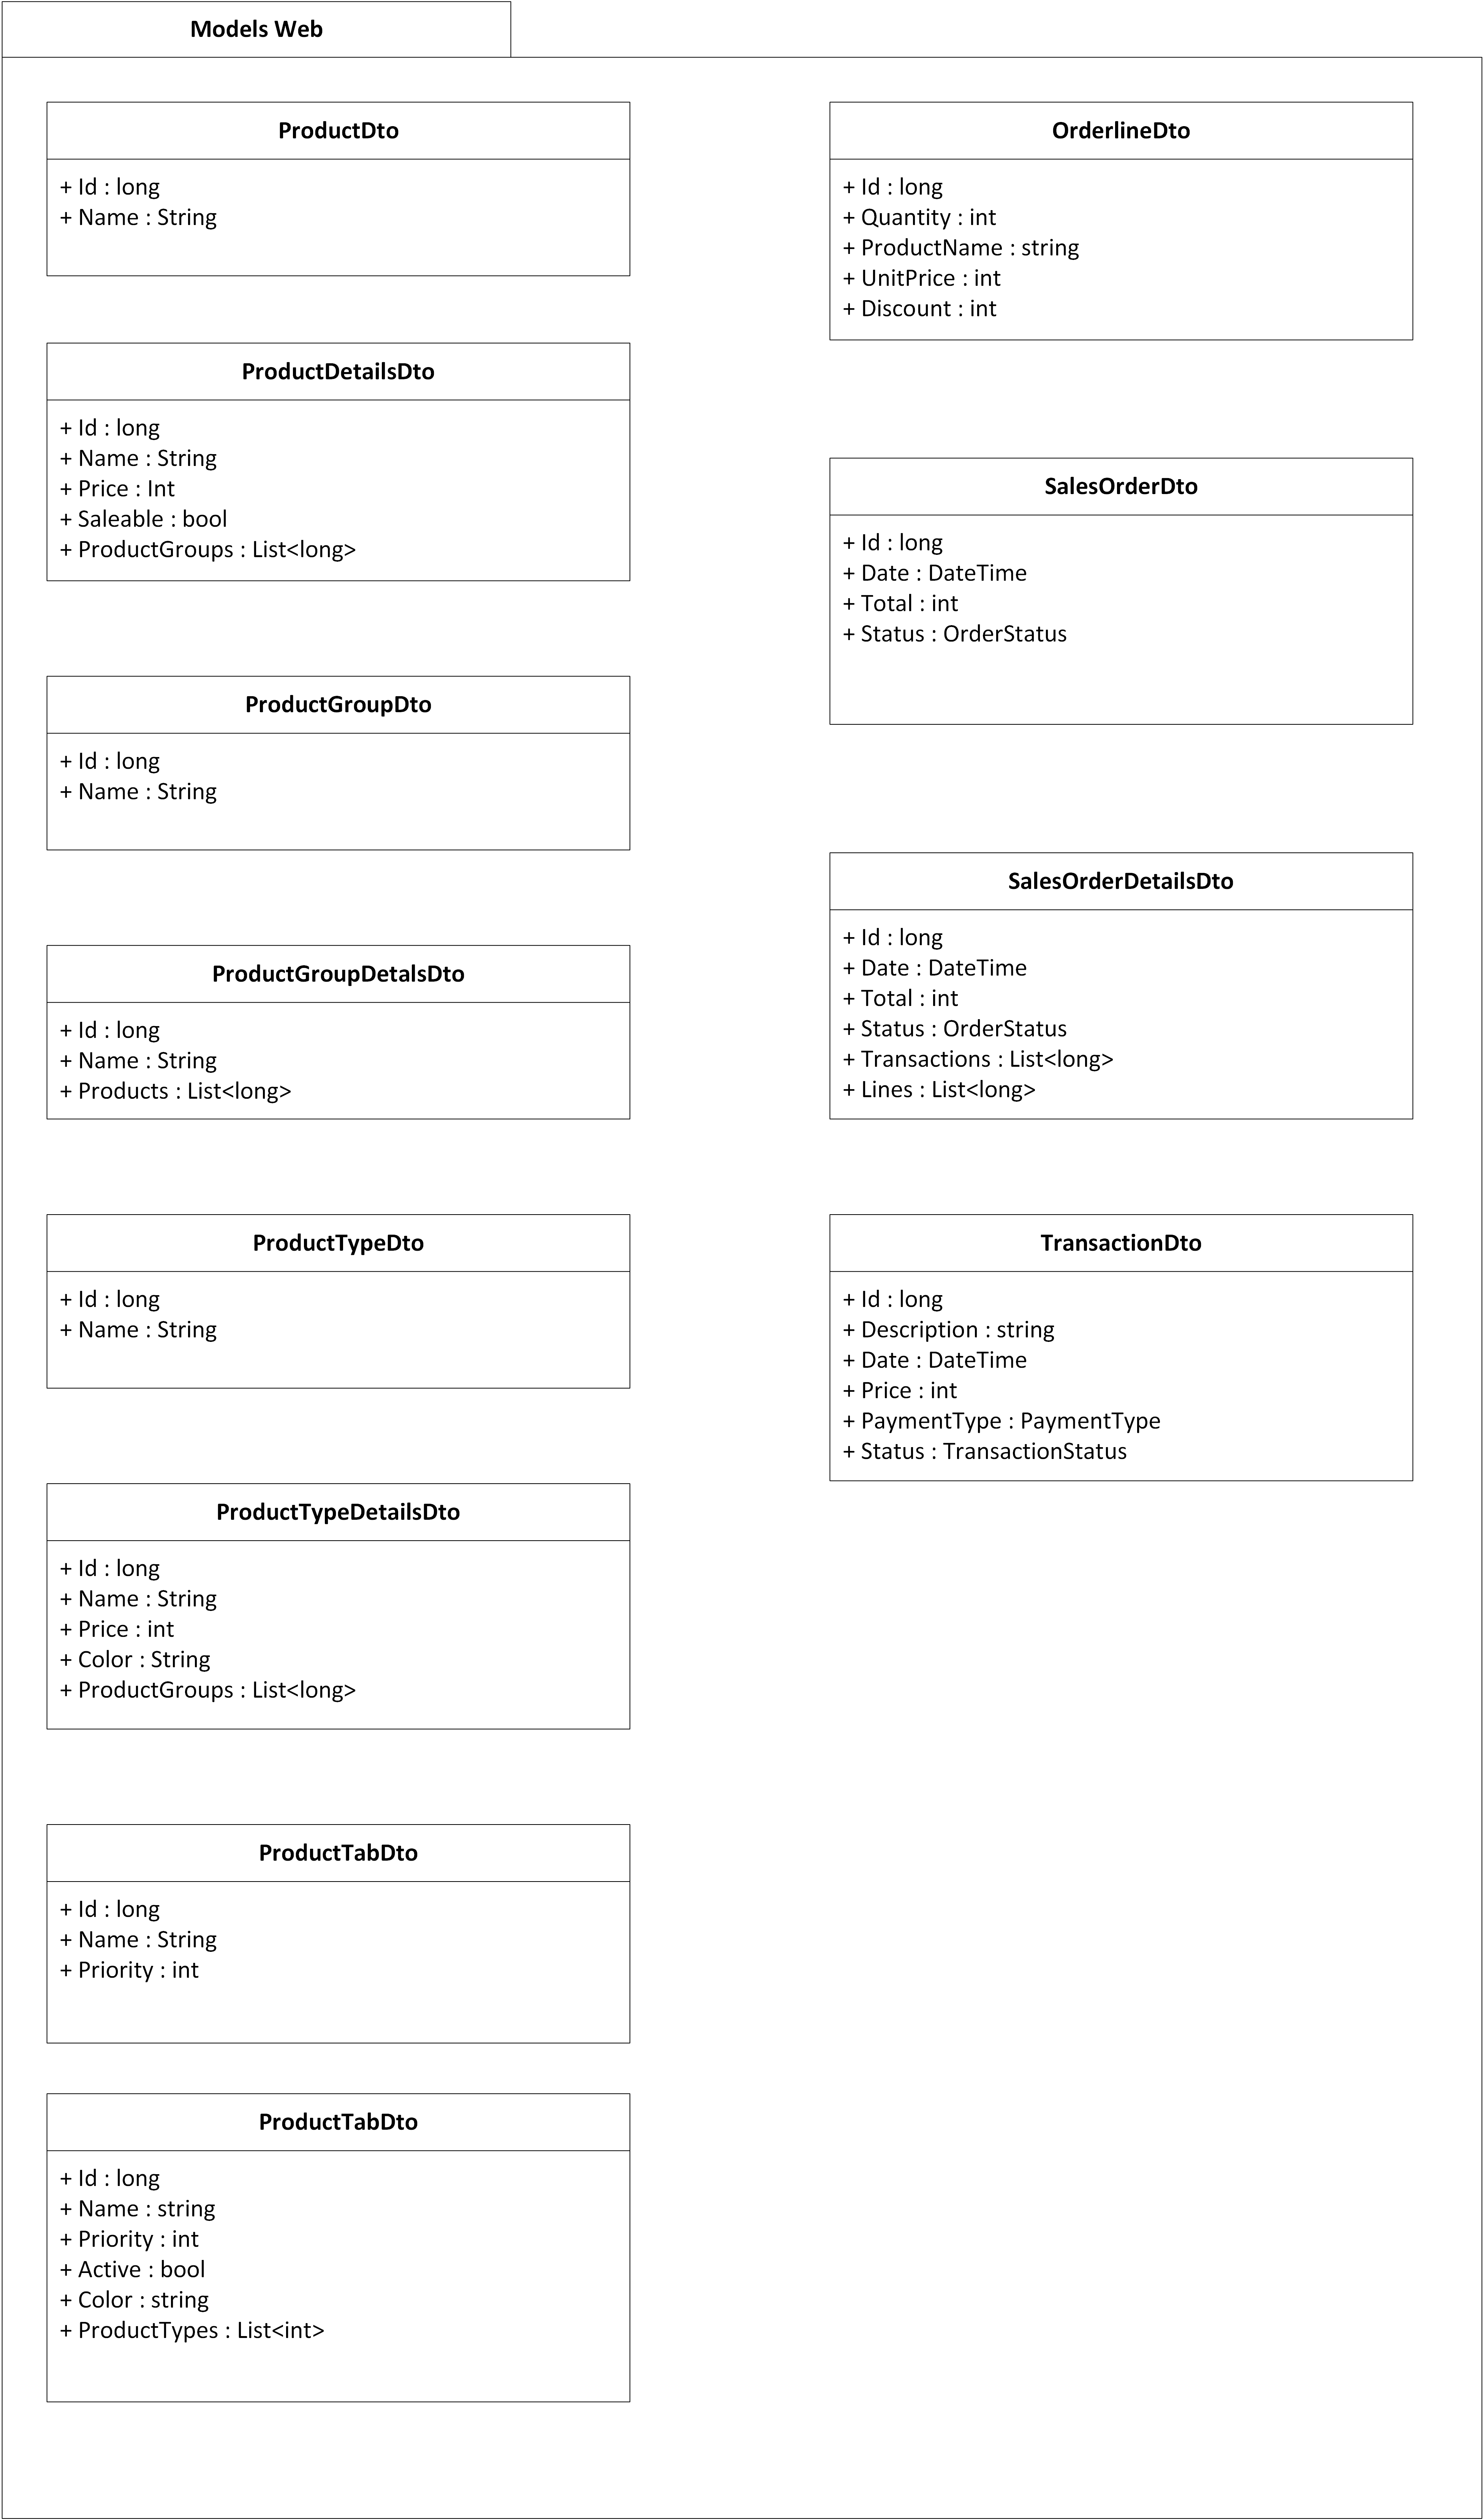 Models Web
ProductDto
+ Id : long
+ Name : String
ProductDetailsDto
+ Id : long
+ Name : String
+ Price : Int
+ Saleable : bool
+ ProductGroups : List<long>
ProductGroupDto
+ Id : long
+ Name : String
ProductGroupDetalsDto
+ Id : long
+ Name : String
+ Products : List<long>
ProductTypeDto
+ Id : long
+ Name : String
ProductTypeDetailsDto
+ Id : long
+ Name : String
+ Price : int
+ Color : String
+ ProductGroups : List<long>
ProductTabDto
+ Id : long
+ Name : String
+ Priority : int
ProductTabDto
+ Id : long
+ Name : string
+ Priority : int
+ Active : bool
+ Color : string
+ ProductTypes : List<int>
OrderlineDto
+ Id : long
+ Quantity : int
+ ProductName : string
+ UnitPrice : int
+ Discount : int
SalesOrderDto
+ Id : long
+ Date : DateTime
+ Total : int
+ Status : OrderStatus
SalesOrderDetailsDto
+ Id : long
+ Date : DateTime
+ Total : int
+ Status : OrderStatus
+ Transactions : List<long>
+ Lines : List<long>
TransactionDto
+ Id : long
+ Description : string
+ Date : DateTime
+ Price : int
+ PaymentType : PaymentType
+ Status : TransactionStatus